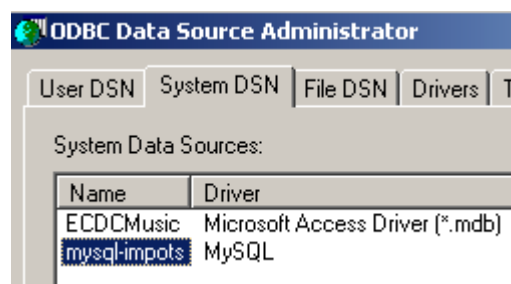 ODBC Data Source Administrator
User DSN System DSN File DSN Drivers
System Data Sources:
Name Driver
ECDCMusic Microsoft Access Driver (*.mdb)
mysql-impots MySQL